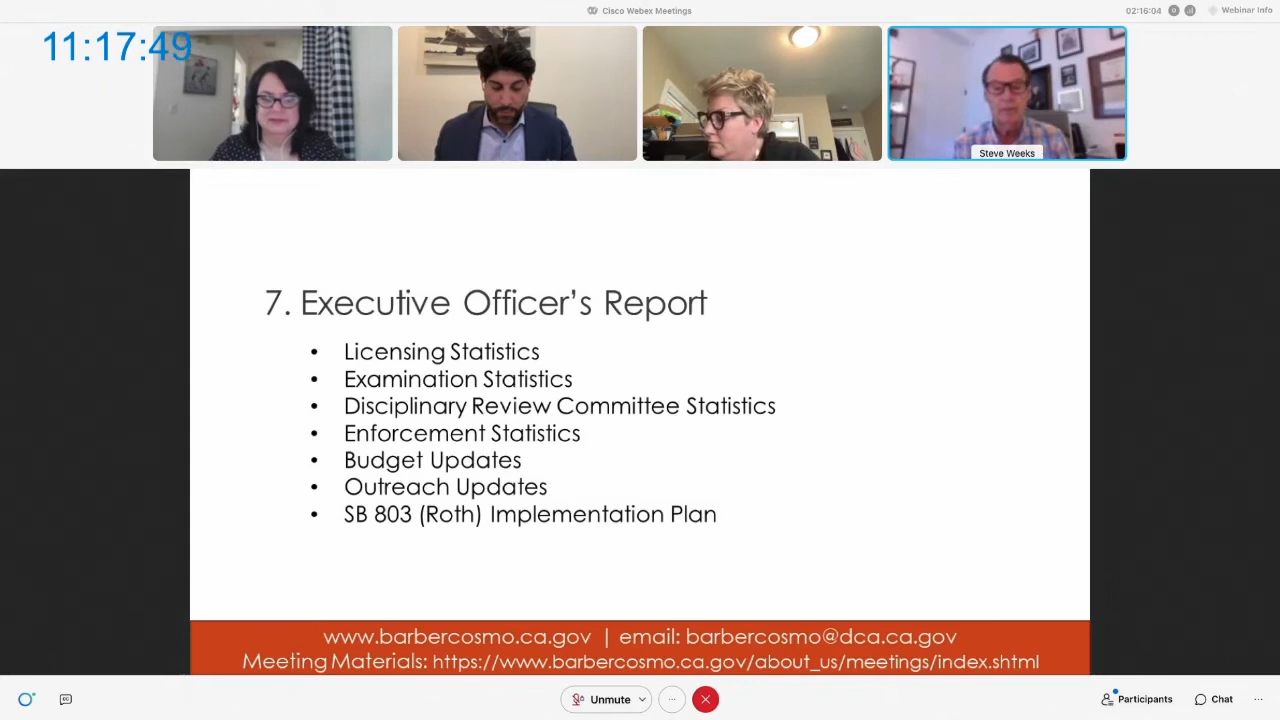 Cisco Webex Meetings
02:16:04
Webinar Info
11:17:49
Steve Weeks
7. Executive Officer's Report
• Licensing Statistics
• Examination Statistics
• Disciplinary Review Committee Statistics
• Enforcement Statistics
• Budget Updates
• Outreach Updates
• SB 803 (Roth) Implementation Plan
www.barbercosmo.ca.gov | email: barbercosmo@dca.ca.gov
Meeting Materials: https://www.barbercosmo.ca.gov/about_us/meetings/index.shtml
Unmute
Participants
Chat